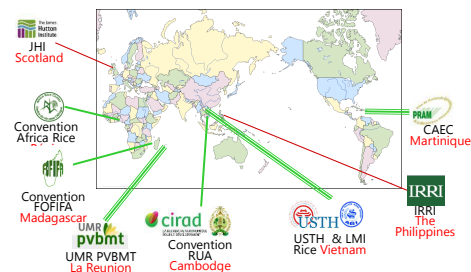 The James
Hutton
Institute
JHI
Scotland
Convention
Africa Rice
FOFIFA
Convention
FOFIFA
Madagascar
UMR
pvbmt
UMR PVBMT
La Reunion
cirad
Convention
RUA
Cambodge
USTH
USTH & LMI
Rice Vietnam
IRRI
IRRI
The
Philippines
PRAM
CAEC
Martinique